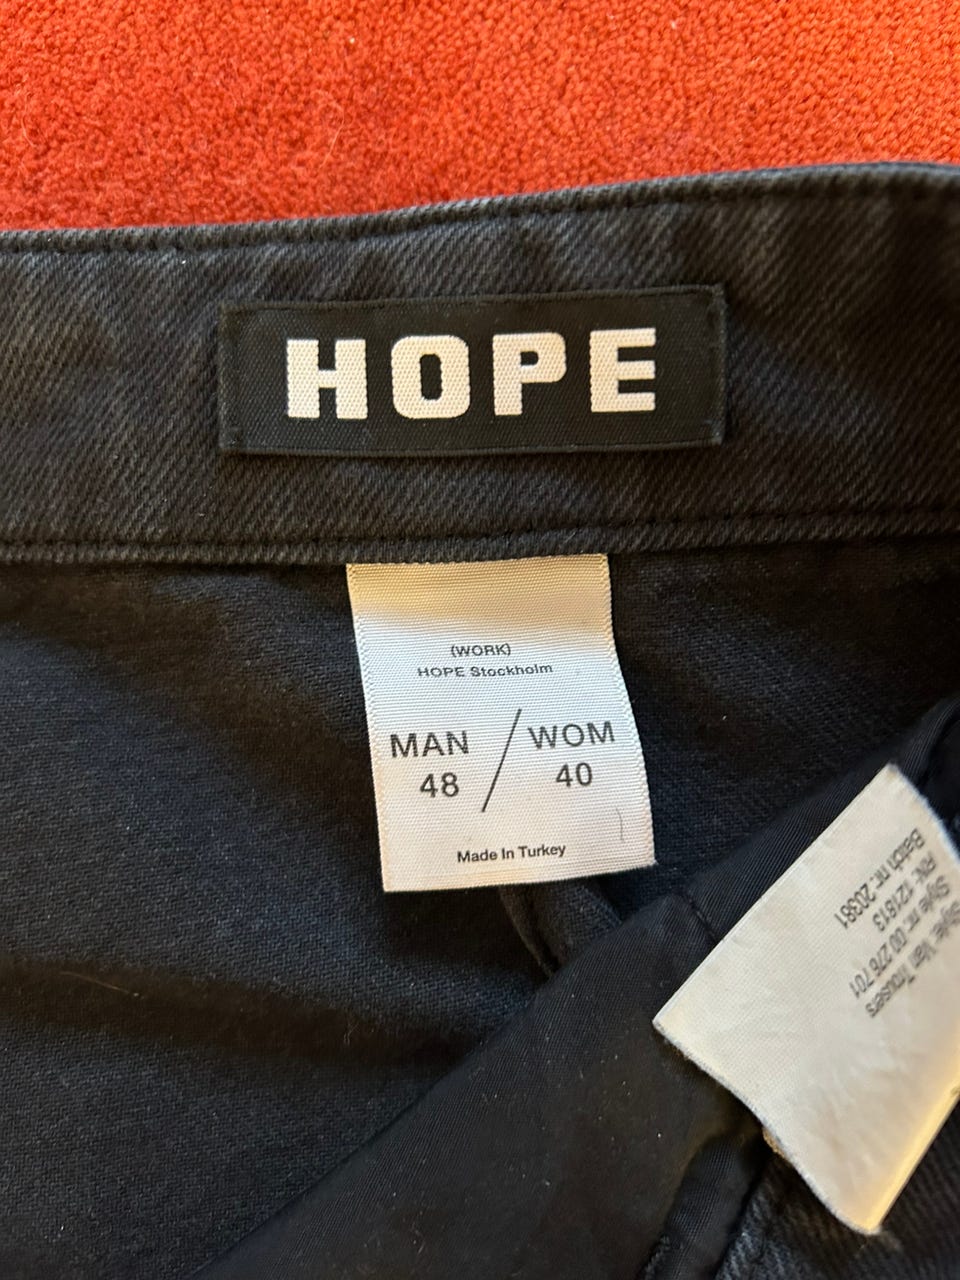 HOPE
(WORK)
HOPE Stockholm
MAN / WOM
48 40
Made In Turkey
Style: Van Trousers
Style nr: 00 276 701
RN: 121813
Batch nr: 20381